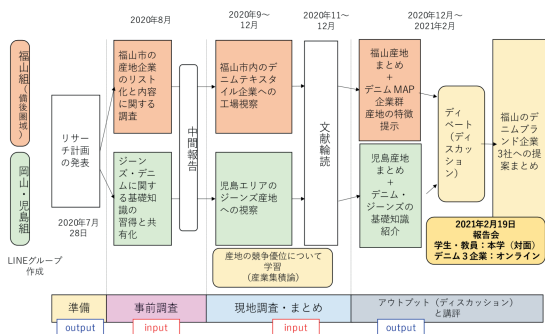 2020年8月
2020年9～
12月
2020年11～
12月
2020年12月～
2021年2月
福山組
(備後圏域)
岡山・児島組
LINEグループ
作成
リサー
チ計画
の発表
2020年7月
28日
福山市の
産地企業
のリスト
化と内容
に関する
調査
ジーン
ズ・デニ
ムに関す
る基礎知
識の
習得と共
有化
中間報告
福山市内のデ
ニムテキスタ
イル企業への
工場視察
児島エリアの
ジーンズ産地
への視察
産地の競争優位について
学習
（産業集積論）
文献輪読
福山産地
まとめ
+
デニムMAP
企業群
産地の特徴
提示
児島産地
まとめ
+
デニム・
ジーンズの
基礎知識
紹介
ディ
ベート（ディ
スカッ
ション）
福山のデ
ニムブラ
ンド企業
3社への提
案まとめ
2021年2月19日
報告会
学生・教員：本学（対面）
デニム３企業：オンライン
準備
事前調査
現地調査・まとめ
アウトプット（ディスカッション）
と講評
output
input
input
output